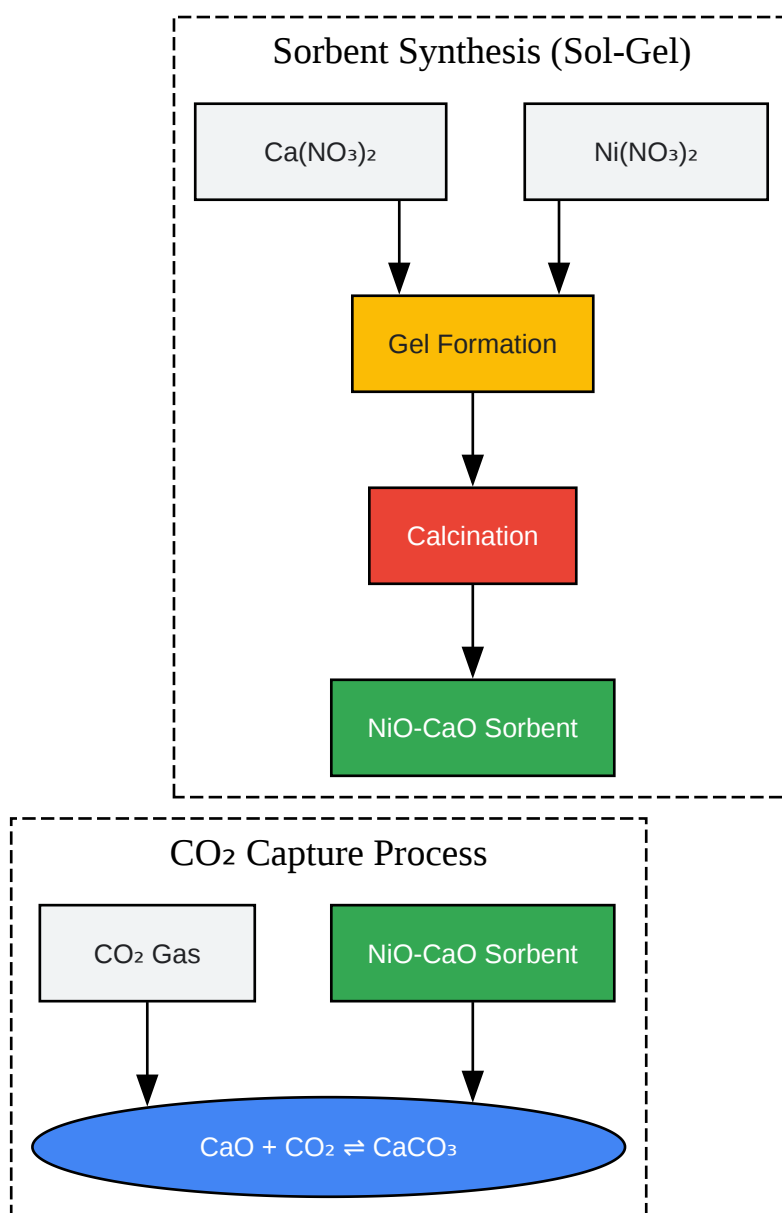 Sorbent Synthesis (Sol-Gel)
Ca(NO₃)₂
Ni(NO₃)₂
Gel Formation
Calcination
NiO-CaO Sorbent
CO₂ Capture Process
CO₂ Gas
NiO-CaO Sorbent
CaO + CO₂ ⇌ CaCO₃